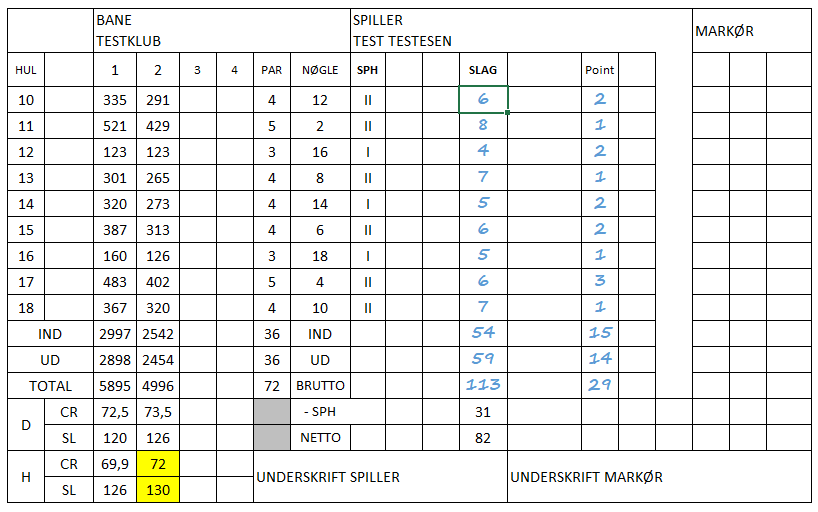 BANE SPILLER MARKØR
TESTKLUB TEST TESTESEN
HUL 1 2 3 4 PAR NØGLE SPH SLAG Point
10 335 291 4 12 II 6 2
11 521 429 5 2 II 8 1
12 123 123 3 16 I 4 2
13 301 265 4 8 II 7 1
14 320 273 4 14 I 5 2
15 387 313 4 6 II 6 2
16 160 126 3 18 I 5 1
17 483 402 5 4 II 6 3
18 367 320 4 10 II 7 1
IND 2997 2542 36 IND 54 15
UD 2898 2454 36 UD 59 14
TOTAL 5895 4996 72 BRUTTO 113 29
D CR 72,5 73,5 - SPH 31
SL 120 126 NETTO 82
H CR 69,9 72 UNDERSKRIFT SPILLER UNDERSKRIFT MARKØR
SL 126 130